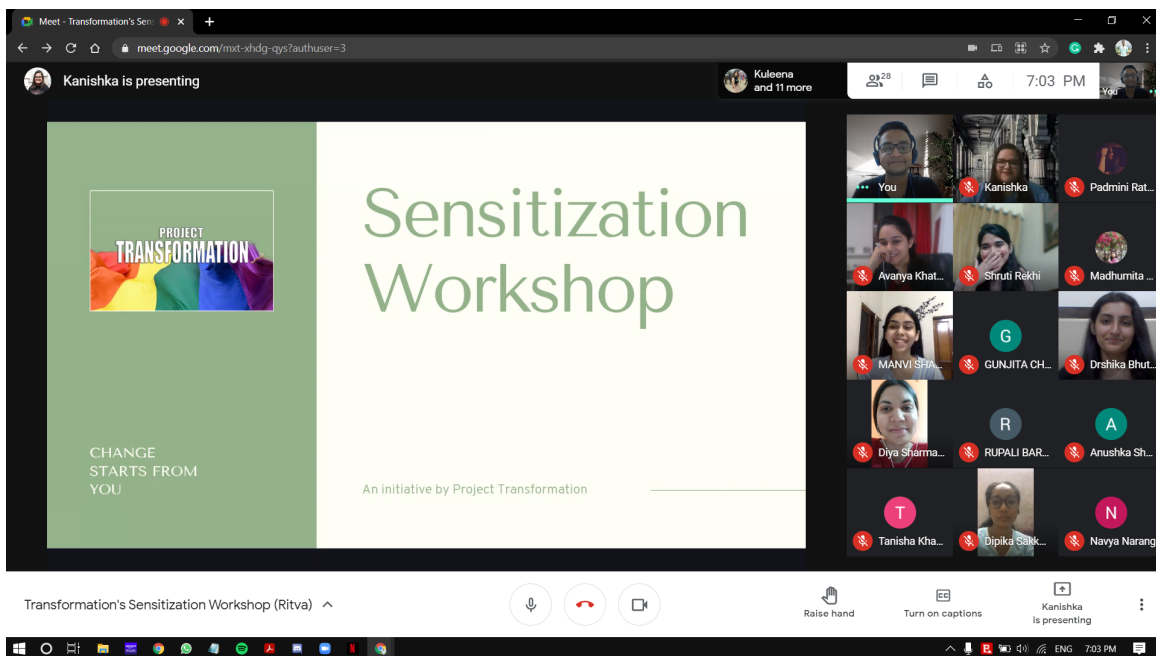 Meet - Transformation's Sens
meet.google.com/mxt-xhdg-qys?authuser=3
Kanishka is presenting
Kuleena
and 11 more
28
7:03 PM
You
PROJECT
TRANSFORMATION
Sensitization
Workshop
CHANGE
STARTS FROM
YOU
An initiative by Project Transformation
You
Kanishka
Padmini Rat...
Avanya Khat...
Shruti Rekhi
Madhumita ...
MANVI SHA...
G
GUNJITA CH...
Drshika Bhut...
Diya Sharma...
R
RUPALI BAR...
A
Anushka Sh...
T
Tanisha Kha...
Dipika Sakk...
N
Navya Narang
Transformation's Sensitization Workshop (Ritva)
Raise hand
CC
Turn on captions
Kanishka
is presenting
ENG
7:03 PM